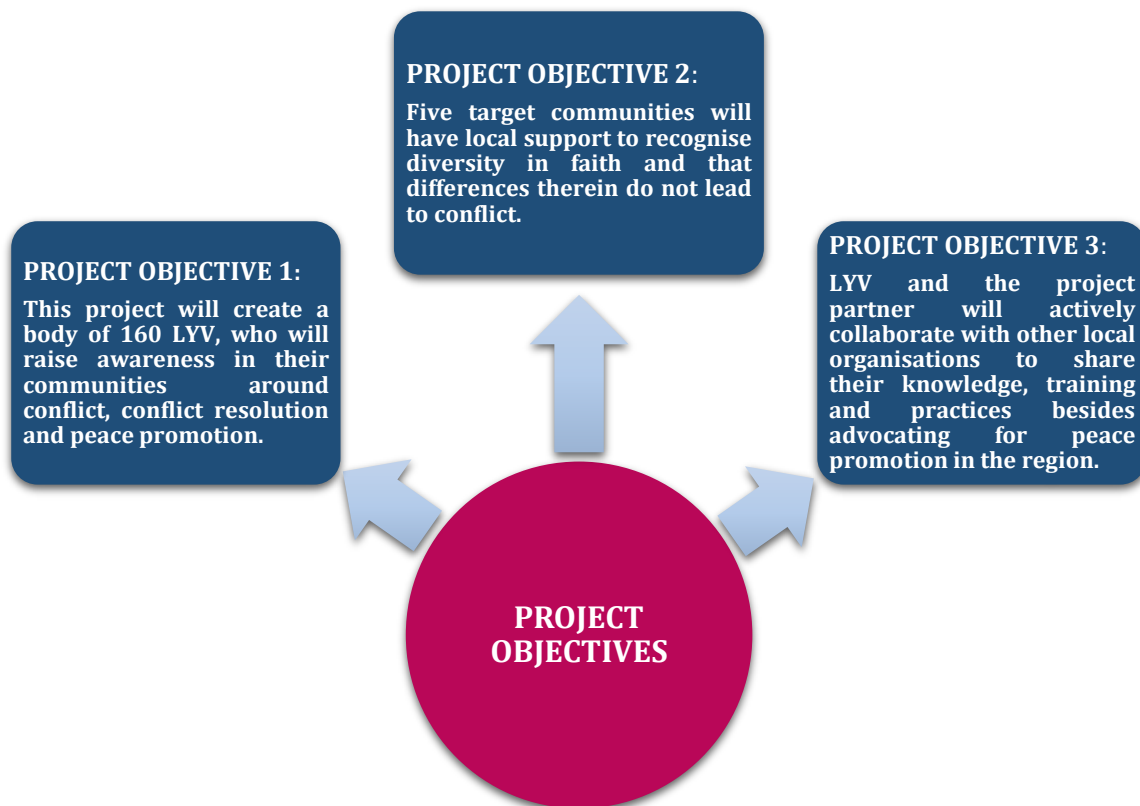 PROJECT OBJECTIVE 1:
This project will create a
body of 160 LYV, who will
raise awareness in their
communities around
conflict, conflict resolution
and peace promotion.
PROJECT OBJECTIVE 2:
Five target communities will
have local support to recognise
diversity in faith and that
differences therein do not lead
to conflict.
PROJECT OBJECTIVE 3:
LYV and the project
partner will actively
collaborate with other local
organisations to share
their knowledge, training
and practices besides
advocating for peace
promotion in the region.
PROJECT
OBJECTIVES